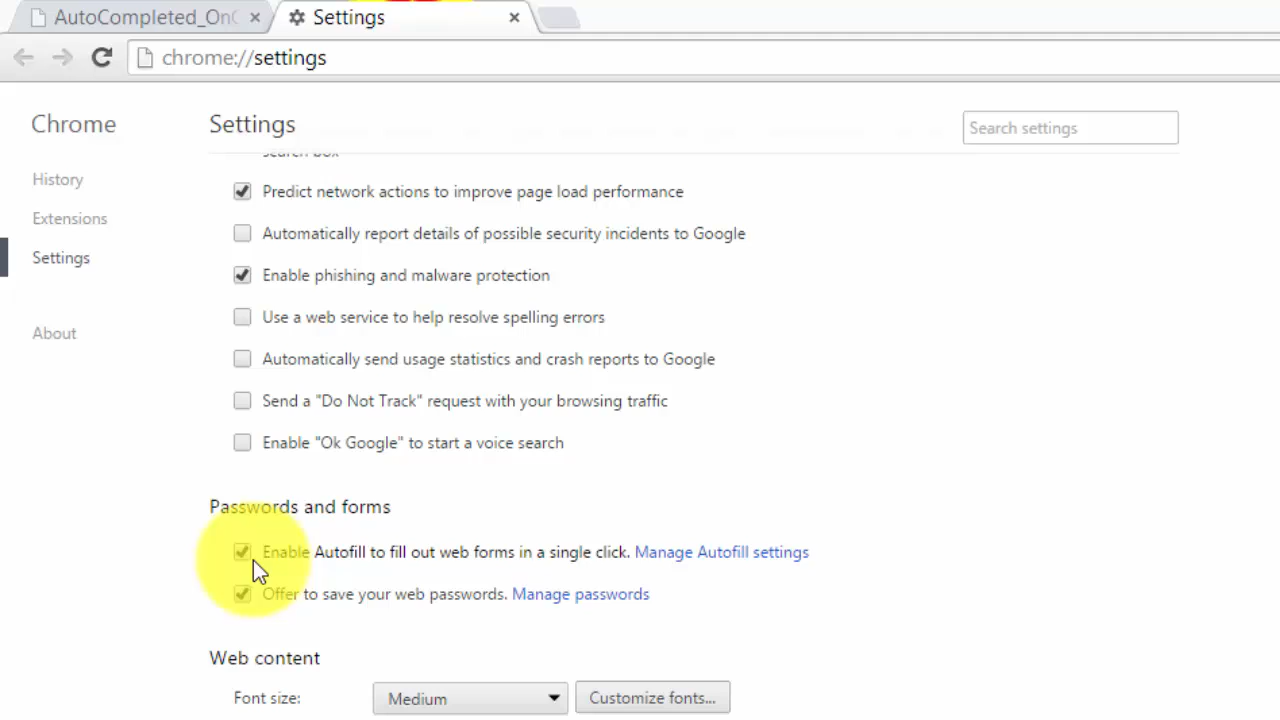 AutoCompleted_On
Settings
chrome://settings
Chrome
Settings
Search settings
search box
History
Predict network actions to improve page load performance
Extensions
Automatically report details of possible security incidents to Google
Settings
Enable phishing and malware protection
Use a web service to help resolve spelling errors
About
Automatically send usage statistics and crash reports to Google
Send a "Do Not Track" request with your browsing traffic
Enable "Ok Google" to start a voice search
Passwords and forms
Enable Autofill to fill out web forms in a single click. Manage Autofill settings
Offer to save your web passwords. Manage passwords
Web content
Font size: Medium Customize fonts...